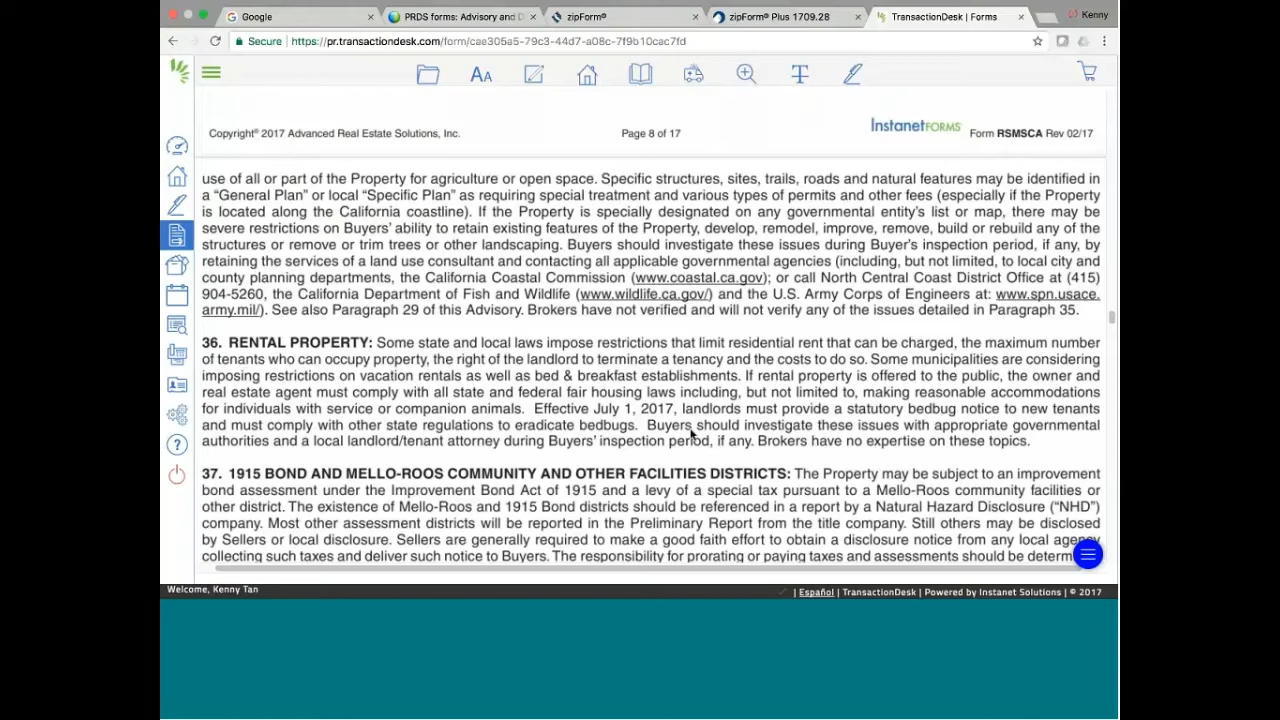 Google
PRDS forms: Advisory and D
zipForm®
zipForm® Plus 1709.28
TransactionDesk | Forms
Kenny
Secure
https://pr.transactiondesk.com/form/cae305a5-79c3-44d7-a08c-7f9b10cac7fd
Copyright© 2017 Advanced Real Estate Solutions, Inc.
Page 8 of 17
InstanetFORMS
Form RSMSCA Rev 02/17
use of all or part of the Property for agriculture or open space. Specific structures, sites, trails, roads and natural features may be identified in
a “General Plan” or local “Specific Plan” as requiring special treatment and various types of permits and other fees (especially if the Property
is located along the California coastline). If the Property is specially designated on any governmental entity’s list or map, there may be
severe restrictions on Buyers’ ability to retain existing features of the Property, develop, remodel, improve, remove, build or rebuild any of the
structures or remove or trim trees or other landscaping. Buyers should investigate these issues during Buyer’s inspection period, if any, by
retaining the services of a land use consultant and contacting all applicable governmental agencies (including, but not limited, to local city and
county planning departments, the California Coastal Commission (www.coastal.ca.gov); or call North Central Coast District Office at (415)
904-5260, the California Department of Fish and Wildlife (www.wildlife.ca.gov/) and the U.S. Army Corps of Engineers at: www.spn.usace.
army.mil/). See also Paragraph 29 of this Advisory. Brokers have not verified and will not verify any of the issues detailed in Paragraph 35.
36. RENTAL PROPERTY: Some state and local laws impose restrictions that limit residential rent that can be charged, the maximum number
of tenants who can occupy property, the right of the landlord to terminate a tenancy and the costs to do so. Some municipalities are considering
imposing restrictions on vacation rentals as well as bed & breakfast establishments. If rental property is offered to the public, the owner and
real estate agent must comply with all state and federal fair housing laws including, but not limited to, making reasonable accommodations
for individuals with service or companion animals. Effective July 1, 2017, landlords must provide a statutory bedbug notice to new tenants
and must comply with other state regulations to eradicate bedbugs. Buyers should investigate these issues with appropriate governmental
authorities and a local landlord/tenant attorney during Buyers’ inspection period, if any. Brokers have no expertise on these topics.
37. 1915 BOND AND MELLO-ROOS COMMUNITY AND OTHER FACILITIES DISTRICTS: The Property may be subject to an improvement
bond assessment under the Improvement Bond Act of 1915 and a levy of a special tax pursuant to a Mello-Roos community facilities or
other district. The existence of Mello-Roos and 1915 Bond districts should be referenced in a report by a Natural Hazard Disclosure (“NHD”)
company. Most other assessment districts will be reported in the Preliminary Report from the title company. Still others may be disclosed
by Sellers or local disclosure. Sellers are generally required to make a good faith effort to obtain a disclosure notice from any local agency
collecting such taxes and deliver such notice to Buyers. The responsibility for prorating or paying taxes and assessments should be determ
Welcome, Kenny Tan
| Español | TransactionDesk | Powered by Instanet Solutions | © 2017